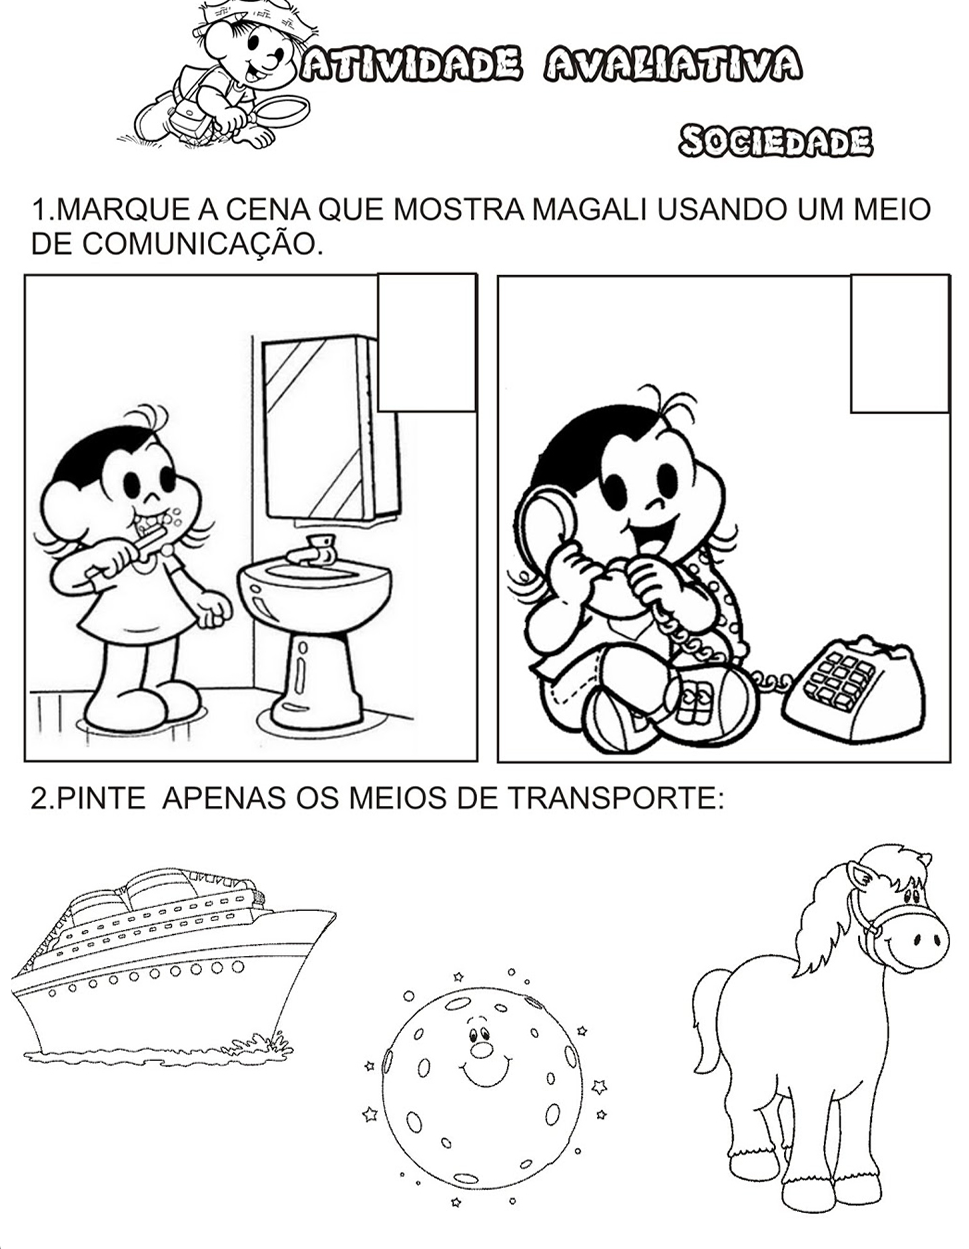 ATIVIDADE AVALIATIVA
SOCIEDADE
1.MARQUE A CENA QUE MOSTRA MAGALI USANDO UM MEIO
DE COMUNICAÇÃO.
2.PINTE APENAS OS MEIOS DE TRANSPORTE: